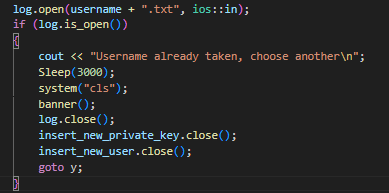 log.open(username + ".txt", ios::in);
if (log.is_open())
{
cout << "Username already taken, choose another\n";
Sleep(3000);
system("cls");
banner();
log.close();
insert_new_private_key.close();
insert_new_user.close();
goto y;
}